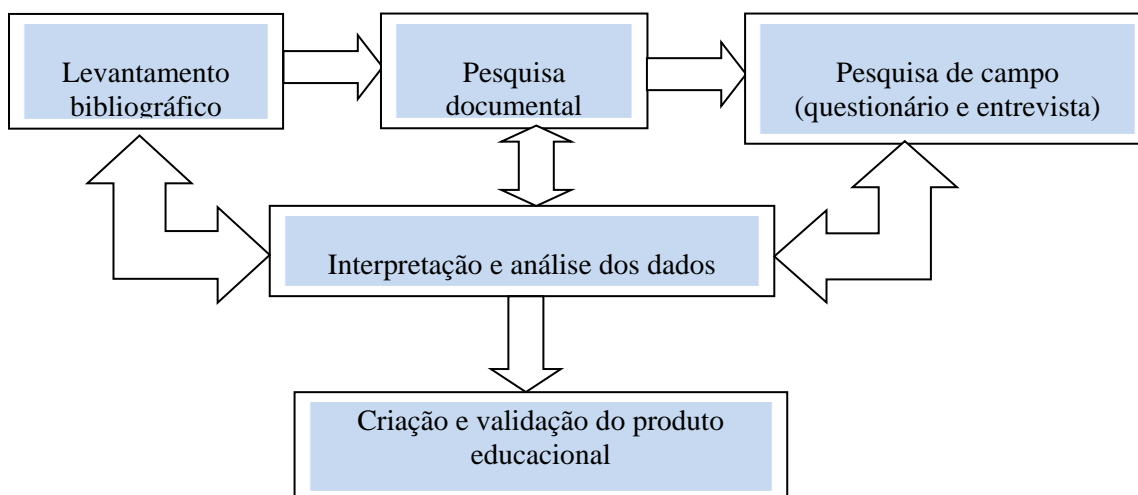 Levantamento
bibliográfico
Pesquisa
documental
Pesquisa de campo
(questionário e entrevista)
Interpretação e análise dos dados
Criação e validação do produto
educacional